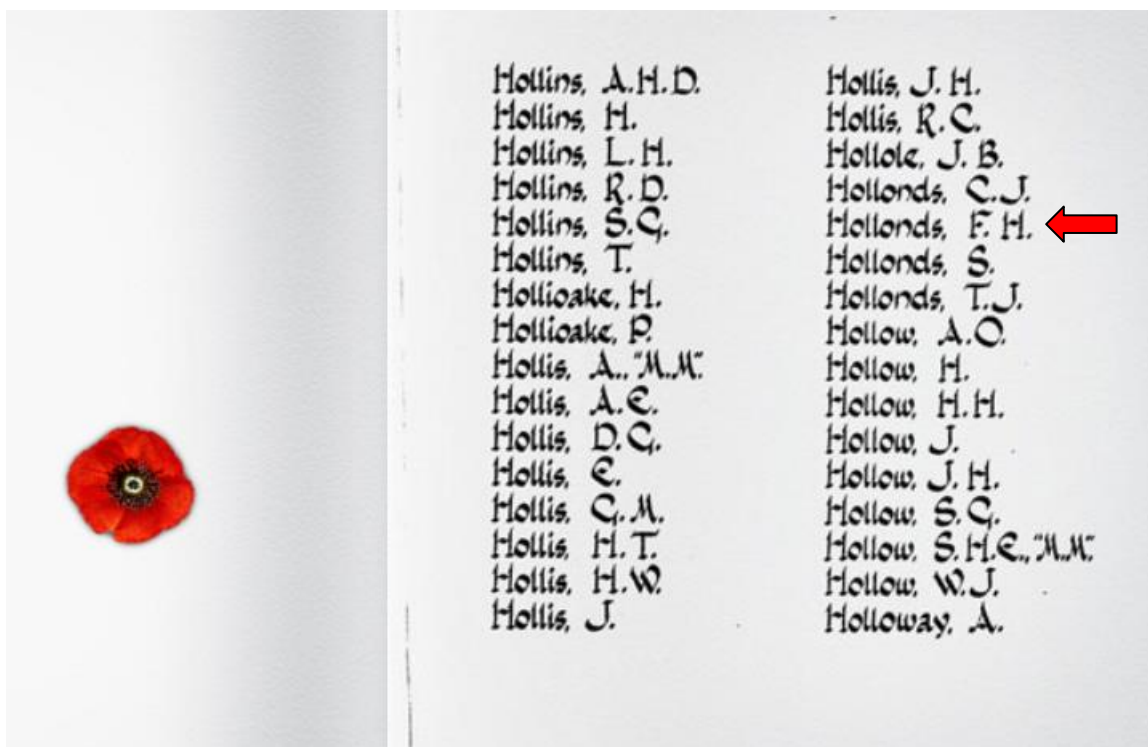 Hollins, A.H.D.
Hollins, H.
Hollins, L.H.
Hollins, R.D.
Hollins, S.G.
Hollins, T.
Hollioake, H.
Hollioake, P.
Hollis, A., "M.M".
Hollis, A.E.
Hollis, D.G.
Hollis, E.
Hollis, G.M.
Hollis, H.T.
Hollis, H.W.
Hollis, J.
Hollis, J.H.
Hollis, R.C.
Hollole, J.B.
Hollonds, C.J.
Hollonds, F.H.
Hollonds, S.
Hollonds, T.J.
Hollow, A.O.
Hollow, H.
Hollow, H.H.
Hollow, J.
Hollow, J.H.
Hollow, S.G.
Hollow, S.H.E., "M.M".
Hollow, W.J.
Holloway, A.